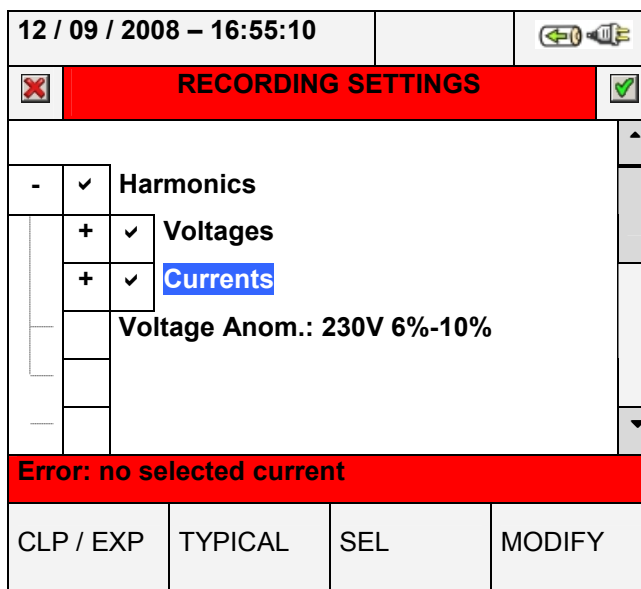 12 / 09 / 2008 – 16:55:10
RECORDING SETTINGS
- Harmonics
+ Voltages
+ Currents
Voltage Anom.: 230V 6%-10%
Error: no selected current
CLP / EXP TYPICAL SEL MODIFY